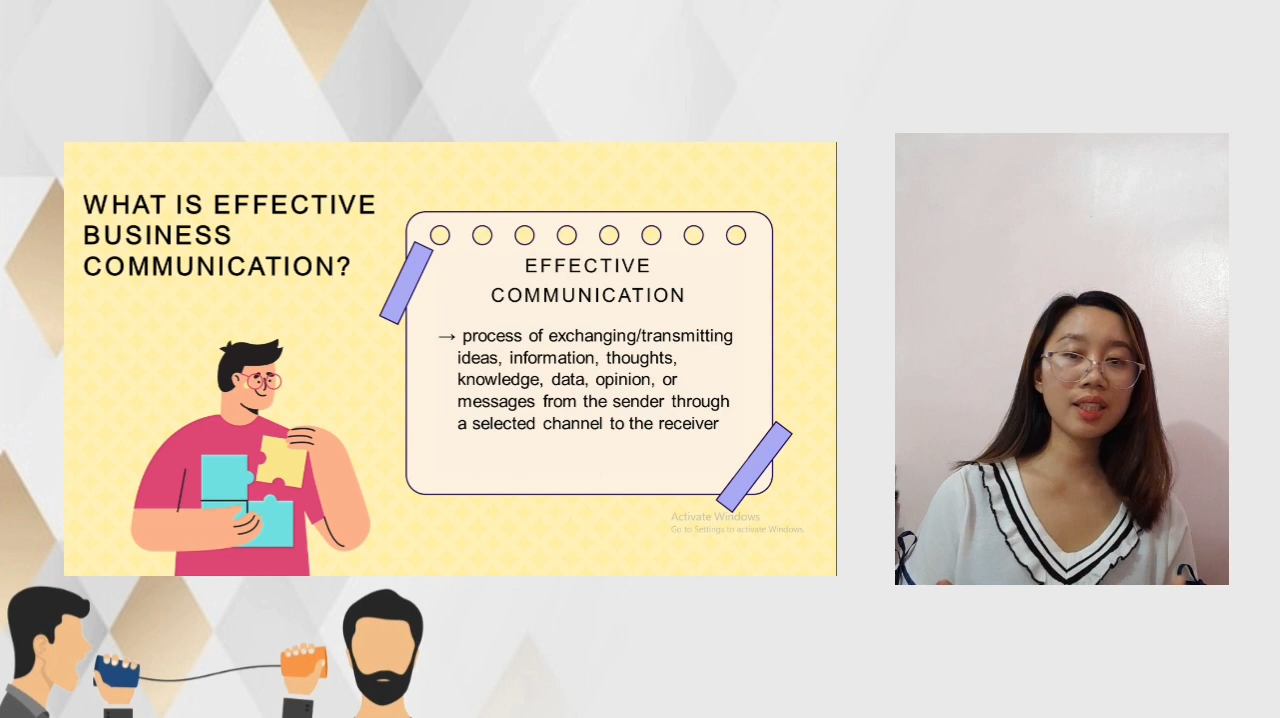 WHAT IS EFFECTIVE
BUSINESS
COMMUNICATION?
EFFECTIVE
COMMUNICATION
→ process of exchanging/transmitting
ideas, information, thoughts,
knowledge, data, opinion, or
messages from the sender through
a selected channel to the receiver
Activate Windows
Go to Settings to activate Windows.